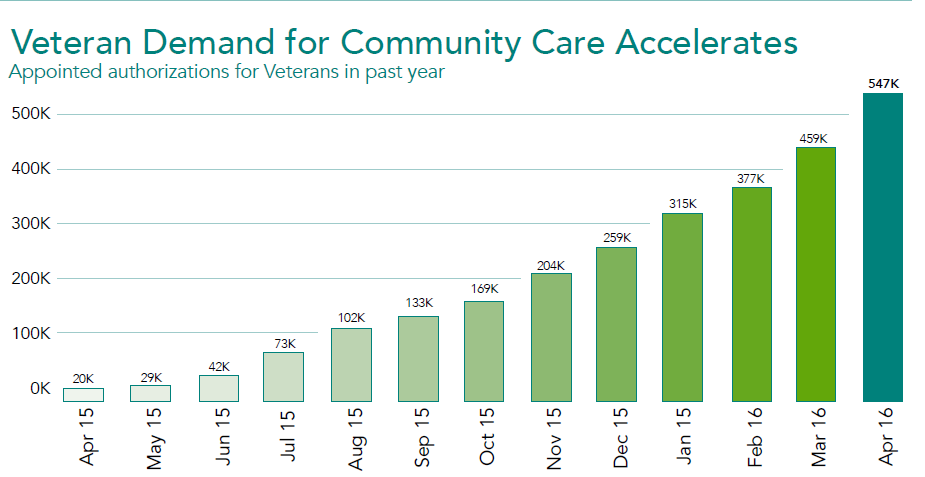 Veteran Demand for Community Care Accelerates
Appointed authorizations for Veterans in past year
500K
400K
300K
200K
100K
0K
20K
29K
42K
73K
102K
133K
169K
204K
259K
315K
377K
459K
547K
Apr 15
May 15
Jun 15
Jul 15
Aug 15
Sep 15
Oct 15
Nov 15
Dec 15
Jan 15
Feb 16
Mar 16
Apr 16